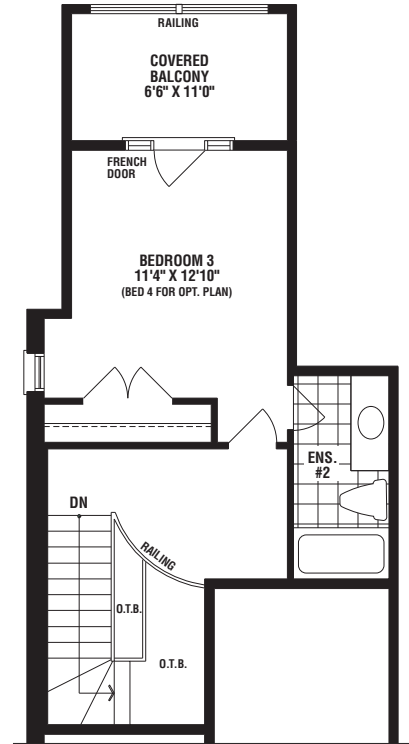 RAILING
COVERED
BALCONY
6'6" X 11'0"
FRENCH
DOOR
BEDROOM 3
11'4" X 12'10"
(BED 4 FOR OPT. PLAN)
ENS.
#2
DN
RAILING
O.T.B.
O.T.B.